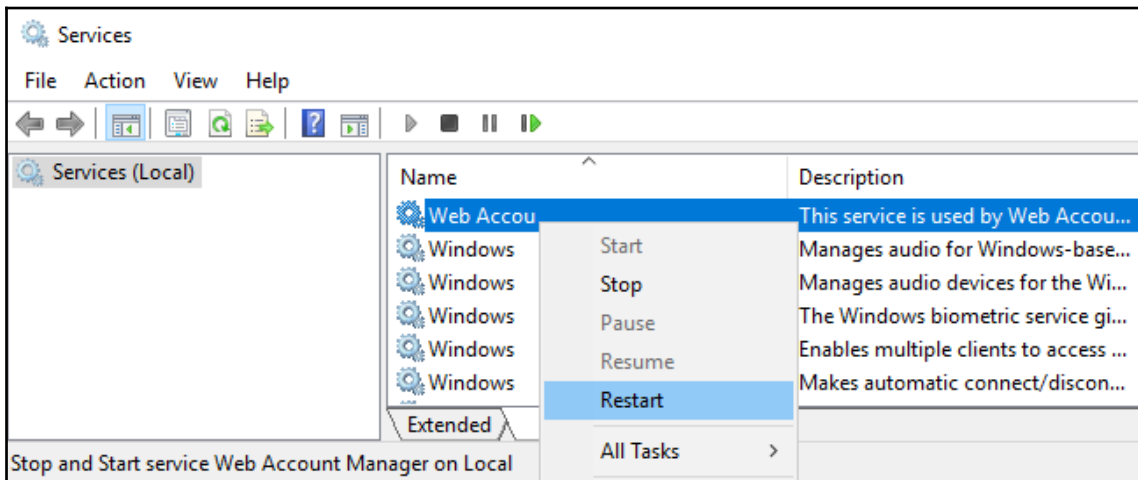 Services
File Action View Help
Services (Local)
Name Description
Web Accou This service is used by Web Accou...
Windows Manages audio for Windows-base...
Windows Manages audio devices for the Wi...
Windows The Windows biometric service gi...
Windows Enables multiple clients to access ...
Windows Makes automatic connect/discon...
Start
Stop
Pause
Resume
Restart
All Tasks >
Extended
Stop and Start service Web Account Manager on Local